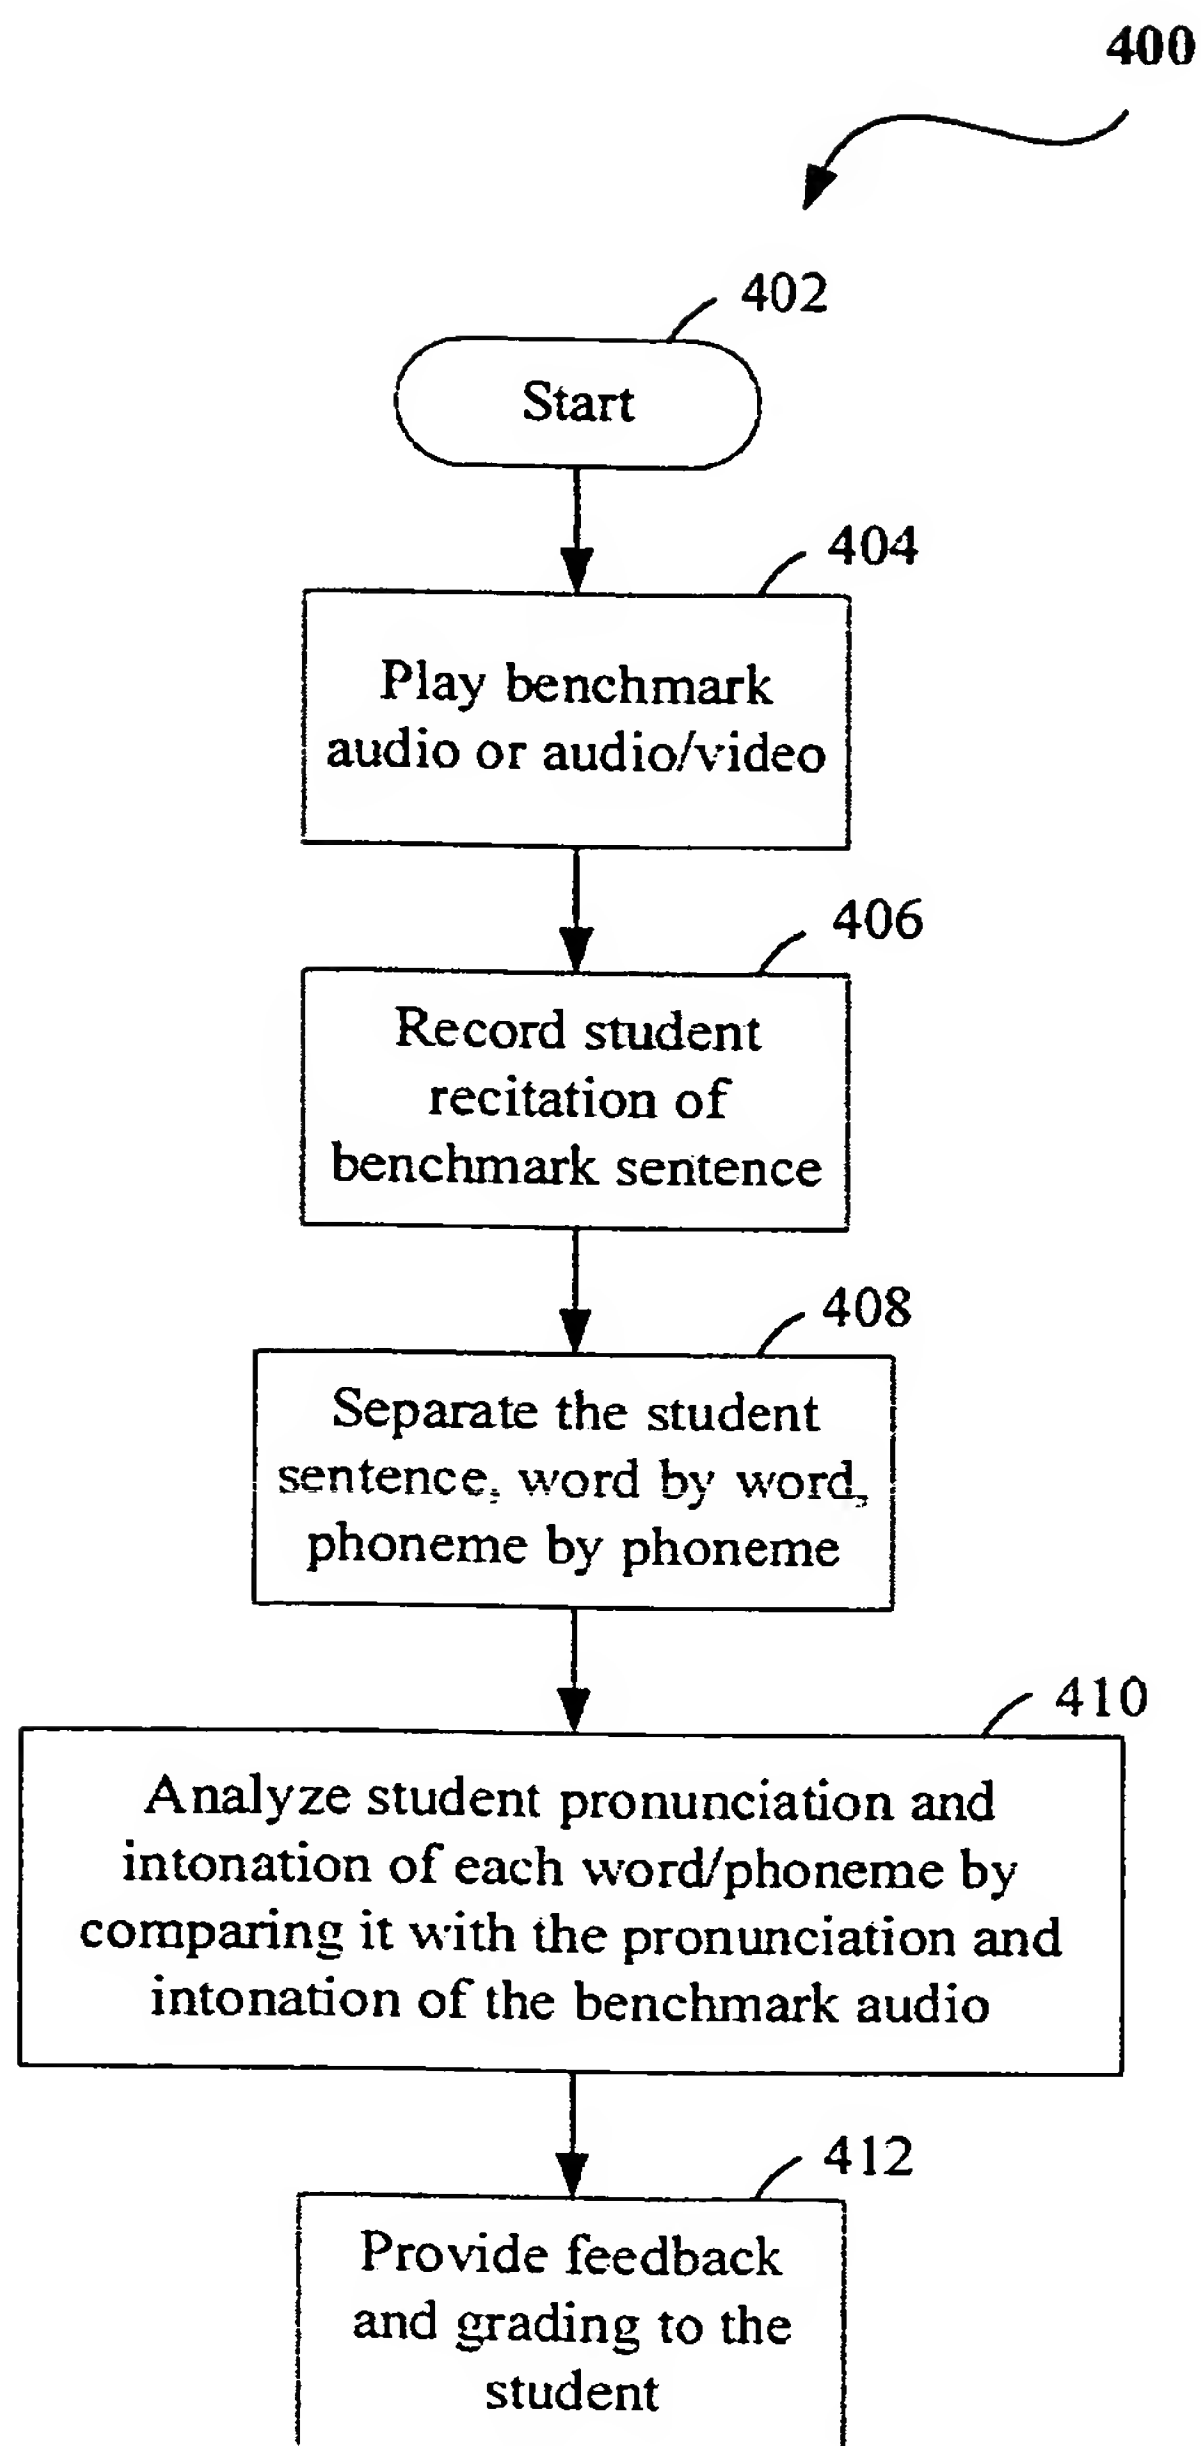 400
402
Start
404
Play benchmark
audio or audio/video
406
Record student
recitation of
benchmark sentence
408
Separate the student
sentence, word by word,
phoneme by phoneme
410
Analyze student pronunciation and
intonation of each word/phoneme by
comparing it with the pronunciation and
intonation of the benchmark audio
412
Provide feedback
and grading to the
student